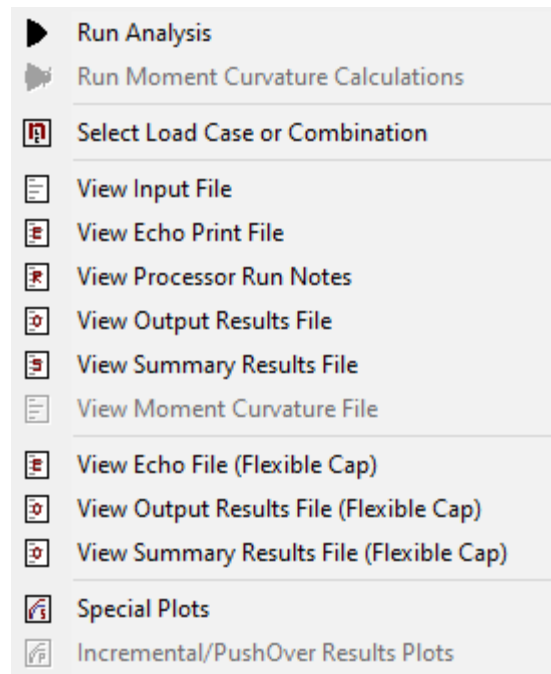 Run Analysis
Run Moment Curvature Calculations
Select Load Case or Combination
View Input File
View Echo Print File
View Processor Run Notes
View Output Results File
View Summary Results File
View Moment Curvature File
View Echo File (Flexible Cap)
View Output Results File (Flexible Cap)
View Summary Results File (Flexible Cap)
Special Plots
Incremental/PushOver Results Plots